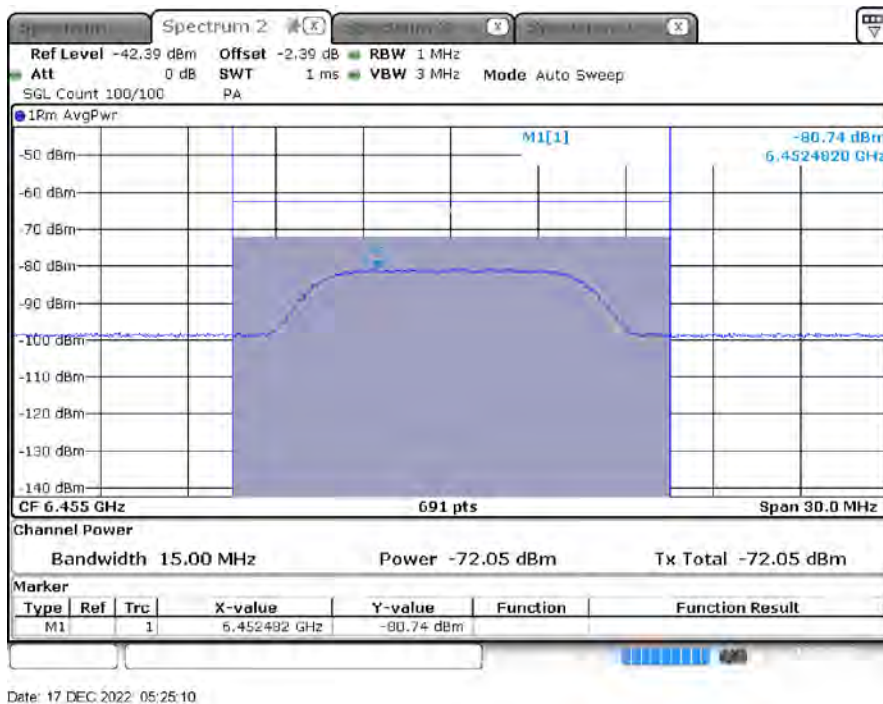 Spectrum 2
Ref Level -42.39 dBm Offset -2.39 dB RBW 1 MHz
Att 0 dB SWT 1 ms VBW 3 MHz Mode Auto Sweep
SGL Count 100/100 PA
1Rm AvgPwr
M1[1] -80.74 dBm
6.4524820 GHz
-50 dBm
-60 dBm
-70 dBm
-80 dBm
-90 dBm
-100 dBm
-110 dBm
-120 dBm
-130 dBm
-140 dBm
CF 6.455 GHz 691 pts Span 30.0 MHz
Channel Power
Bandwidth 15.00 MHz Power -72.05 dBm Tx Total -72.05 dBm
Marker
Type Ref Trc X-value Y-value Function Function Result
M1 1 6.452482 GHz -80.74 dBm
Date: 17 DEC 2022 05:25:10